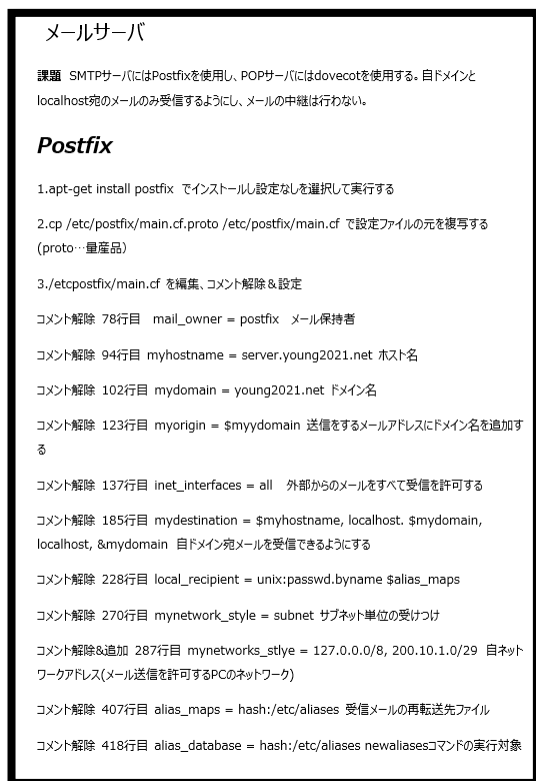 メールサーバ
課題 SMTPサーバにはPostfixを使用し、POPサーバにはdovecotを使用する。自ドメインと
localhost宛のメールのみ受信するようにし、メールの中継は行わない。
Postfix
1.apt-get install postfix でインストールし設定なしを選択して実行する
2.cp /etc/postfix/main.cf.proto /etc/postfix/main.cf で設定ファイルの元を複写する
(proto…量産品）
3./etcpostfix/main.cf を編集、コメント解除＆設定
コメント解除 78行目　mail_owner = postfix　メール保持者
コメント解除 94行目 myhostname = server.young2021.net ホスト名
コメント解除 102行目 mydomain = young2021.net ドメイン名
コメント解除 123行目 myorigin = $myydomain 送信をするメールアドレスにドメイン名を追加す
る
コメント解除 137行目 inet_interfaces = all　外部からのメールをすべて受信を許可する
コメント解除 185行目 mydestination = $myhostname, localhost. $mydomain,
localhost, &mydomain 自ドメイン宛メールを受信できるようにする
コメント解除 228行目 local_recipient = unix:passwd.byname $alias_maps
コメント解除 270行目 mynetwork_style = subnet サブネット単位の受けつけ
コメント解除&追加 287行目 mynetworks_stlye = 127.0.0.0/8, 200.10.1.0/29 自ネット
ワークアドレス(メール送信を許可するPCのネットワーク)
コメント解除 407行目 alias_maps = hash:/etc/aliases 受信メールの再転送先ファイル
コメント解除 418行目 alias_database = hash:/etc/aliases newaliasesコマンドの実行対象